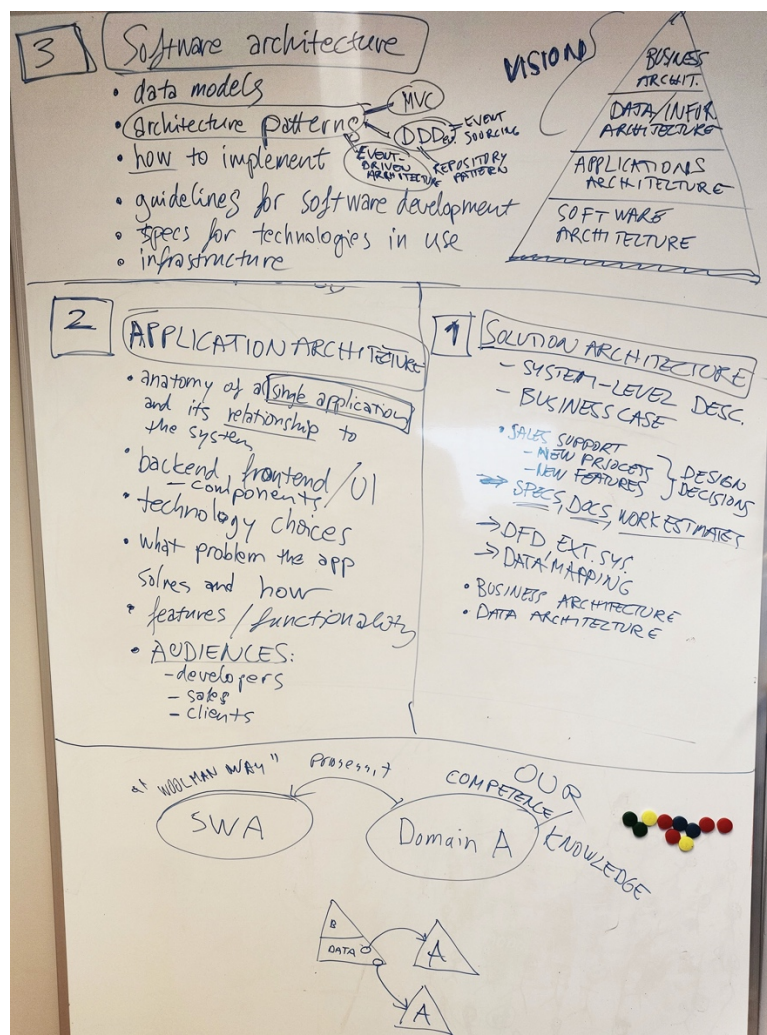 3
Software architecture
• data models
• architecture patterns
MVC
DDD
EVENT
SOURCING
REPOSITORY
PATTERN
EVENT-
DRIVEN
ARCHITECTURE
• how to implement
• guidelines for software development
• specs for technologies in use
• infrastructure
VISION
BUSINESS
ARCHIT.
DATA/INFOR
ARCHITECTURE
APPLICATIONS
ARCHITECTURE
SOFTWARE
ARCHITECTURE
2
APPLICATION ARCHITECTURE
• anatomy of a single application
and its relationship to
the system
• backend, frontend/UI
- components
• technology choices
• what problem the app
solves and how
• features / functionality
• AUDIENCES:
- developers
- sales
- clients
1
SOLUTION ARCHITECTURE
- SYSTEM-LEVEL DESC.
- BUSINESS CASE
• SALES SUPPORT
- NEW PROJECTS
- NEW FEATURES
DESIGN
DECISIONS
→ SPECS, DOCS, WORK ESTIMATES
→ DFD EXT. SYS.
→ DATA MAPPING
• BUSINESS ARCHITECTURE
• DATA ARCHITECTURE
"WOOLMAN WAY"
prosessit
SWA
Domain A
OUR
COMPETENCE/
KNOWLEDGE
B
DATA
A
A